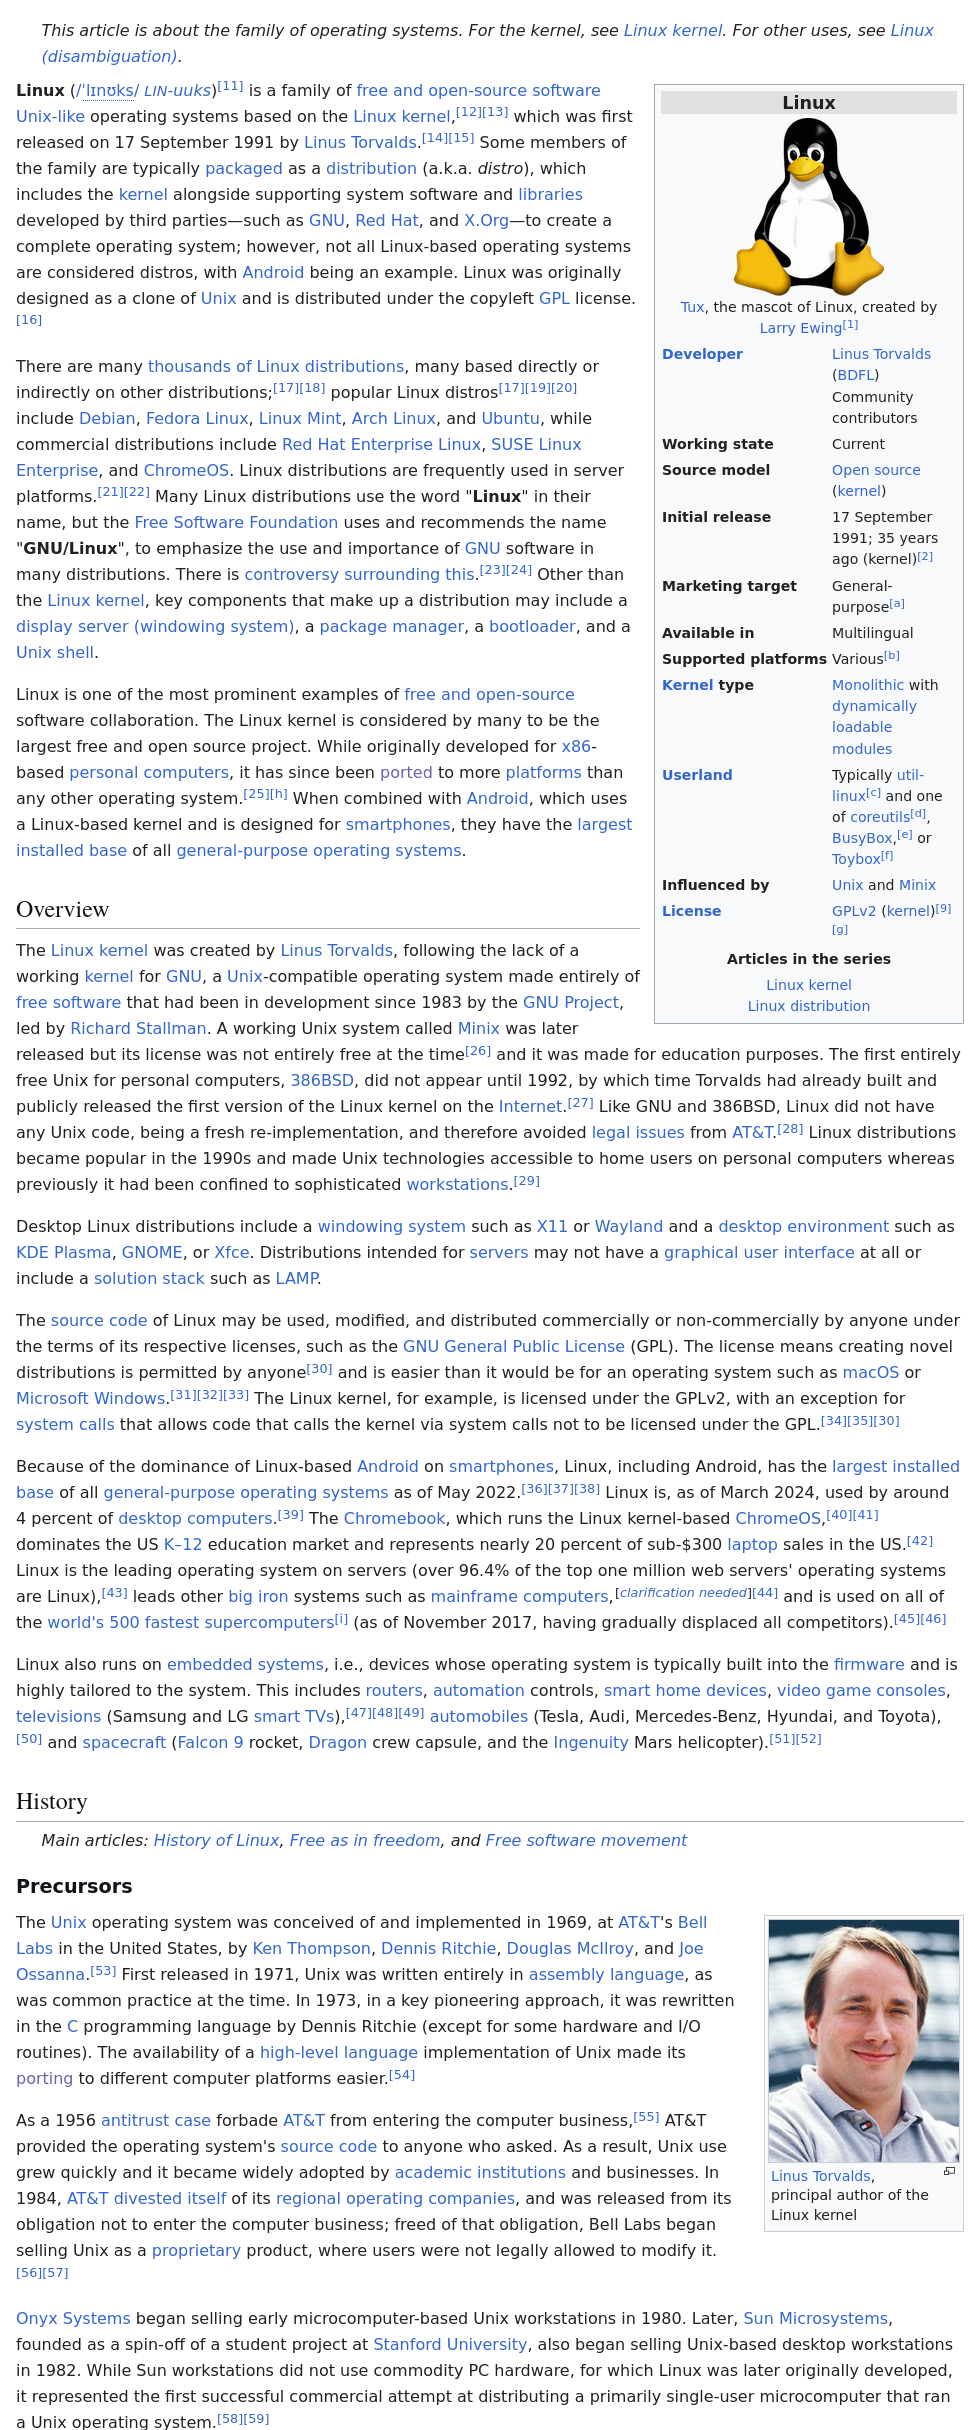 This article is about the family of operating systems. For the kernel, see Linux kernel. For other uses, see Linux
(disambiguation).
Linux (/ˈlɪnʊks/ LIN-uuks)[11] is a family of free and open-source software
Unix-like operating systems based on the Linux kernel,[12][13] which was first
released on 17 September 1991 by Linus Torvalds.[14][15] Some members of
the family are typically packaged as a distribution (a.k.a. distro), which
includes the kernel alongside supporting system software and libraries
developed by third parties—such as GNU, Red Hat, and X.Org—to create a
complete operating system; however, not all Linux-based operating systems
are considered distros, with Android being an example. Linux was originally
designed as a clone of Unix and is distributed under the copyleft GPL license.
[16]
There are many thousands of Linux distributions, many based directly or
indirectly on other distributions;[17][18] popular Linux distros[17][19][20]
include Debian, Fedora Linux, Linux Mint, Arch Linux, and Ubuntu, while
commercial distributions include Red Hat Enterprise Linux, SUSE Linux
Enterprise, and ChromeOS. Linux distributions are frequently used in server
platforms.[21][22] Many Linux distributions use the word "Linux" in their
name, but the Free Software Foundation uses and recommends the name
"GNU/Linux", to emphasize the use and importance of GNU software in
many distributions. There is controversy surrounding this.[23][24] Other than
the Linux kernel, key components that make up a distribution may include a
display server (windowing system), a package manager, a bootloader, and a
Unix shell.
Linux is one of the most prominent examples of free and open-source
software collaboration. The Linux kernel is considered by many to be the
largest free and open source project. While originally developed for x86-
based personal computers, it has since been ported to more platforms than
any other operating system.[25][h] When combined with Android, which uses
a Linux-based kernel and is designed for smartphones, they have the largest
installed base of all general-purpose operating systems.
Linux
Tux, the mascot of Linux, created by
Larry Ewing[1]
Developer Linus Torvalds
(BDFL)
Community
contributors
Working state Current
Source model Open source
(kernel)
Initial release 17 September
1991; 35 years
ago (kernel)[2]
Marketing target General-
purpose[a]
Available in Multilingual
Supported platforms Various[b]
Kernel type Monolithic with
dynamically
loadable
modules
Userland Typically util-
linux[c] and one
of coreutils[d],
BusyBox,[e] or
Toybox[f]
Influenced by Unix and Minix
License GPLv2 (kernel)[9]
[g]
Articles in the series
Linux kernel
Linux distribution
Overview
The Linux kernel was created by Linus Torvalds, following the lack of a
working kernel for GNU, a Unix-compatible operating system made entirely of
free software that had been in development since 1983 by the GNU Project,
led by Richard Stallman. A working Unix system called Minix was later
released but its license was not entirely free at the time[26] and it was made for education purposes. The first entirely
free Unix for personal computers, 386BSD, did not appear until 1992, by which time Torvalds had already built and
publicly released the first version of the Linux kernel on the Internet.[27] Like GNU and 386BSD, Linux did not have
any Unix code, being a fresh re-implementation, and therefore avoided legal issues from AT&T.[28] Linux distributions
became popular in the 1990s and made Unix technologies accessible to home users on personal computers whereas
previously it had been confined to sophisticated workstations.[29]
Desktop Linux distributions include a windowing system such as X11 or Wayland and a desktop environment such as
KDE Plasma, GNOME, or Xfce. Distributions intended for servers may not have a graphical user interface at all or
include a solution stack such as LAMP.
The source code of Linux may be used, modified, and distributed commercially or non-commercially by anyone under
the terms of its respective licenses, such as the GNU General Public License (GPL). The license means creating novel
distributions is permitted by anyone[30] and is easier than it would be for an operating system such as macOS or
Microsoft Windows.[31][32][33] The Linux kernel, for example, is licensed under the GPLv2, with an exception for
system calls that allows code that calls the kernel via system calls not to be licensed under the GPL.[34][35][30]
Because of the dominance of Linux-based Android on smartphones, Linux, including Android, has the largest installed
base of all general-purpose operating systems as of May 2022.[36][37][38] Linux is, as of March 2024, used by around
4 percent of desktop computers.[39] The Chromebook, which runs the Linux kernel-based ChromeOS,[40][41]
dominates the US K–12 education market and represents nearly 20 percent of sub-$300 laptop sales in the US.[42]
Linux is the leading operating system on servers (over 96.4% of the top one million web servers' operating systems
are Linux),[43] leads other big iron systems such as mainframe computers,[clarification needed][44] and is used on all of
the world's 500 fastest supercomputers[i] (as of November 2017, having gradually displaced all competitors).[45][46]
Linux also runs on embedded systems, i.e., devices whose operating system is typically built into the firmware and is
highly tailored to the system. This includes routers, automation controls, smart home devices, video game consoles,
televisions (Samsung and LG smart TVs),[47][48][49] automobiles (Tesla, Audi, Mercedes-Benz, Hyundai, and Toyota),
[50] and spacecraft (Falcon 9 rocket, Dragon crew capsule, and the Ingenuity Mars helicopter).[51][52]
History
Main articles: History of Linux, Free as in freedom, and Free software movement
Precursors
The Unix operating system was conceived of and implemented in 1969, at AT&T's Bell
Labs in the United States, by Ken Thompson, Dennis Ritchie, Douglas McIlroy, and Joe
Ossanna.[53] First released in 1971, Unix was written entirely in assembly language, as
was common practice at the time. In 1973, in a key pioneering approach, it was rewritten
in the C programming language by Dennis Ritchie (except for some hardware and I/O
routines). The availability of a high-level language implementation of Unix made its
porting to different computer platforms easier.[54]
As a 1956 antitrust case forbade AT&T from entering the computer business,[55] AT&T
provided the operating system's source code to anyone who asked. As a result, Unix use
grew quickly and it became widely adopted by academic institutions and businesses. In
1984, AT&T divested itself of its regional operating companies, and was released from its
obligation not to enter the computer business; freed of that obligation, Bell Labs began
selling Unix as a proprietary product, where users were not legally allowed to modify it.
[56][57]
Linus Torvalds,
principal author of the
Linux kernel
Onyx Systems began selling early microcomputer-based Unix workstations in 1980. Later, Sun Microsystems,
founded as a spin-off of a student project at Stanford University, also began selling Unix-based desktop workstations
in 1982. While Sun workstations did not use commodity PC hardware, for which Linux was later originally developed,
it represented the first successful commercial attempt at distributing a primarily single-user microcomputer that ran
a Unix operating system.[58][59]